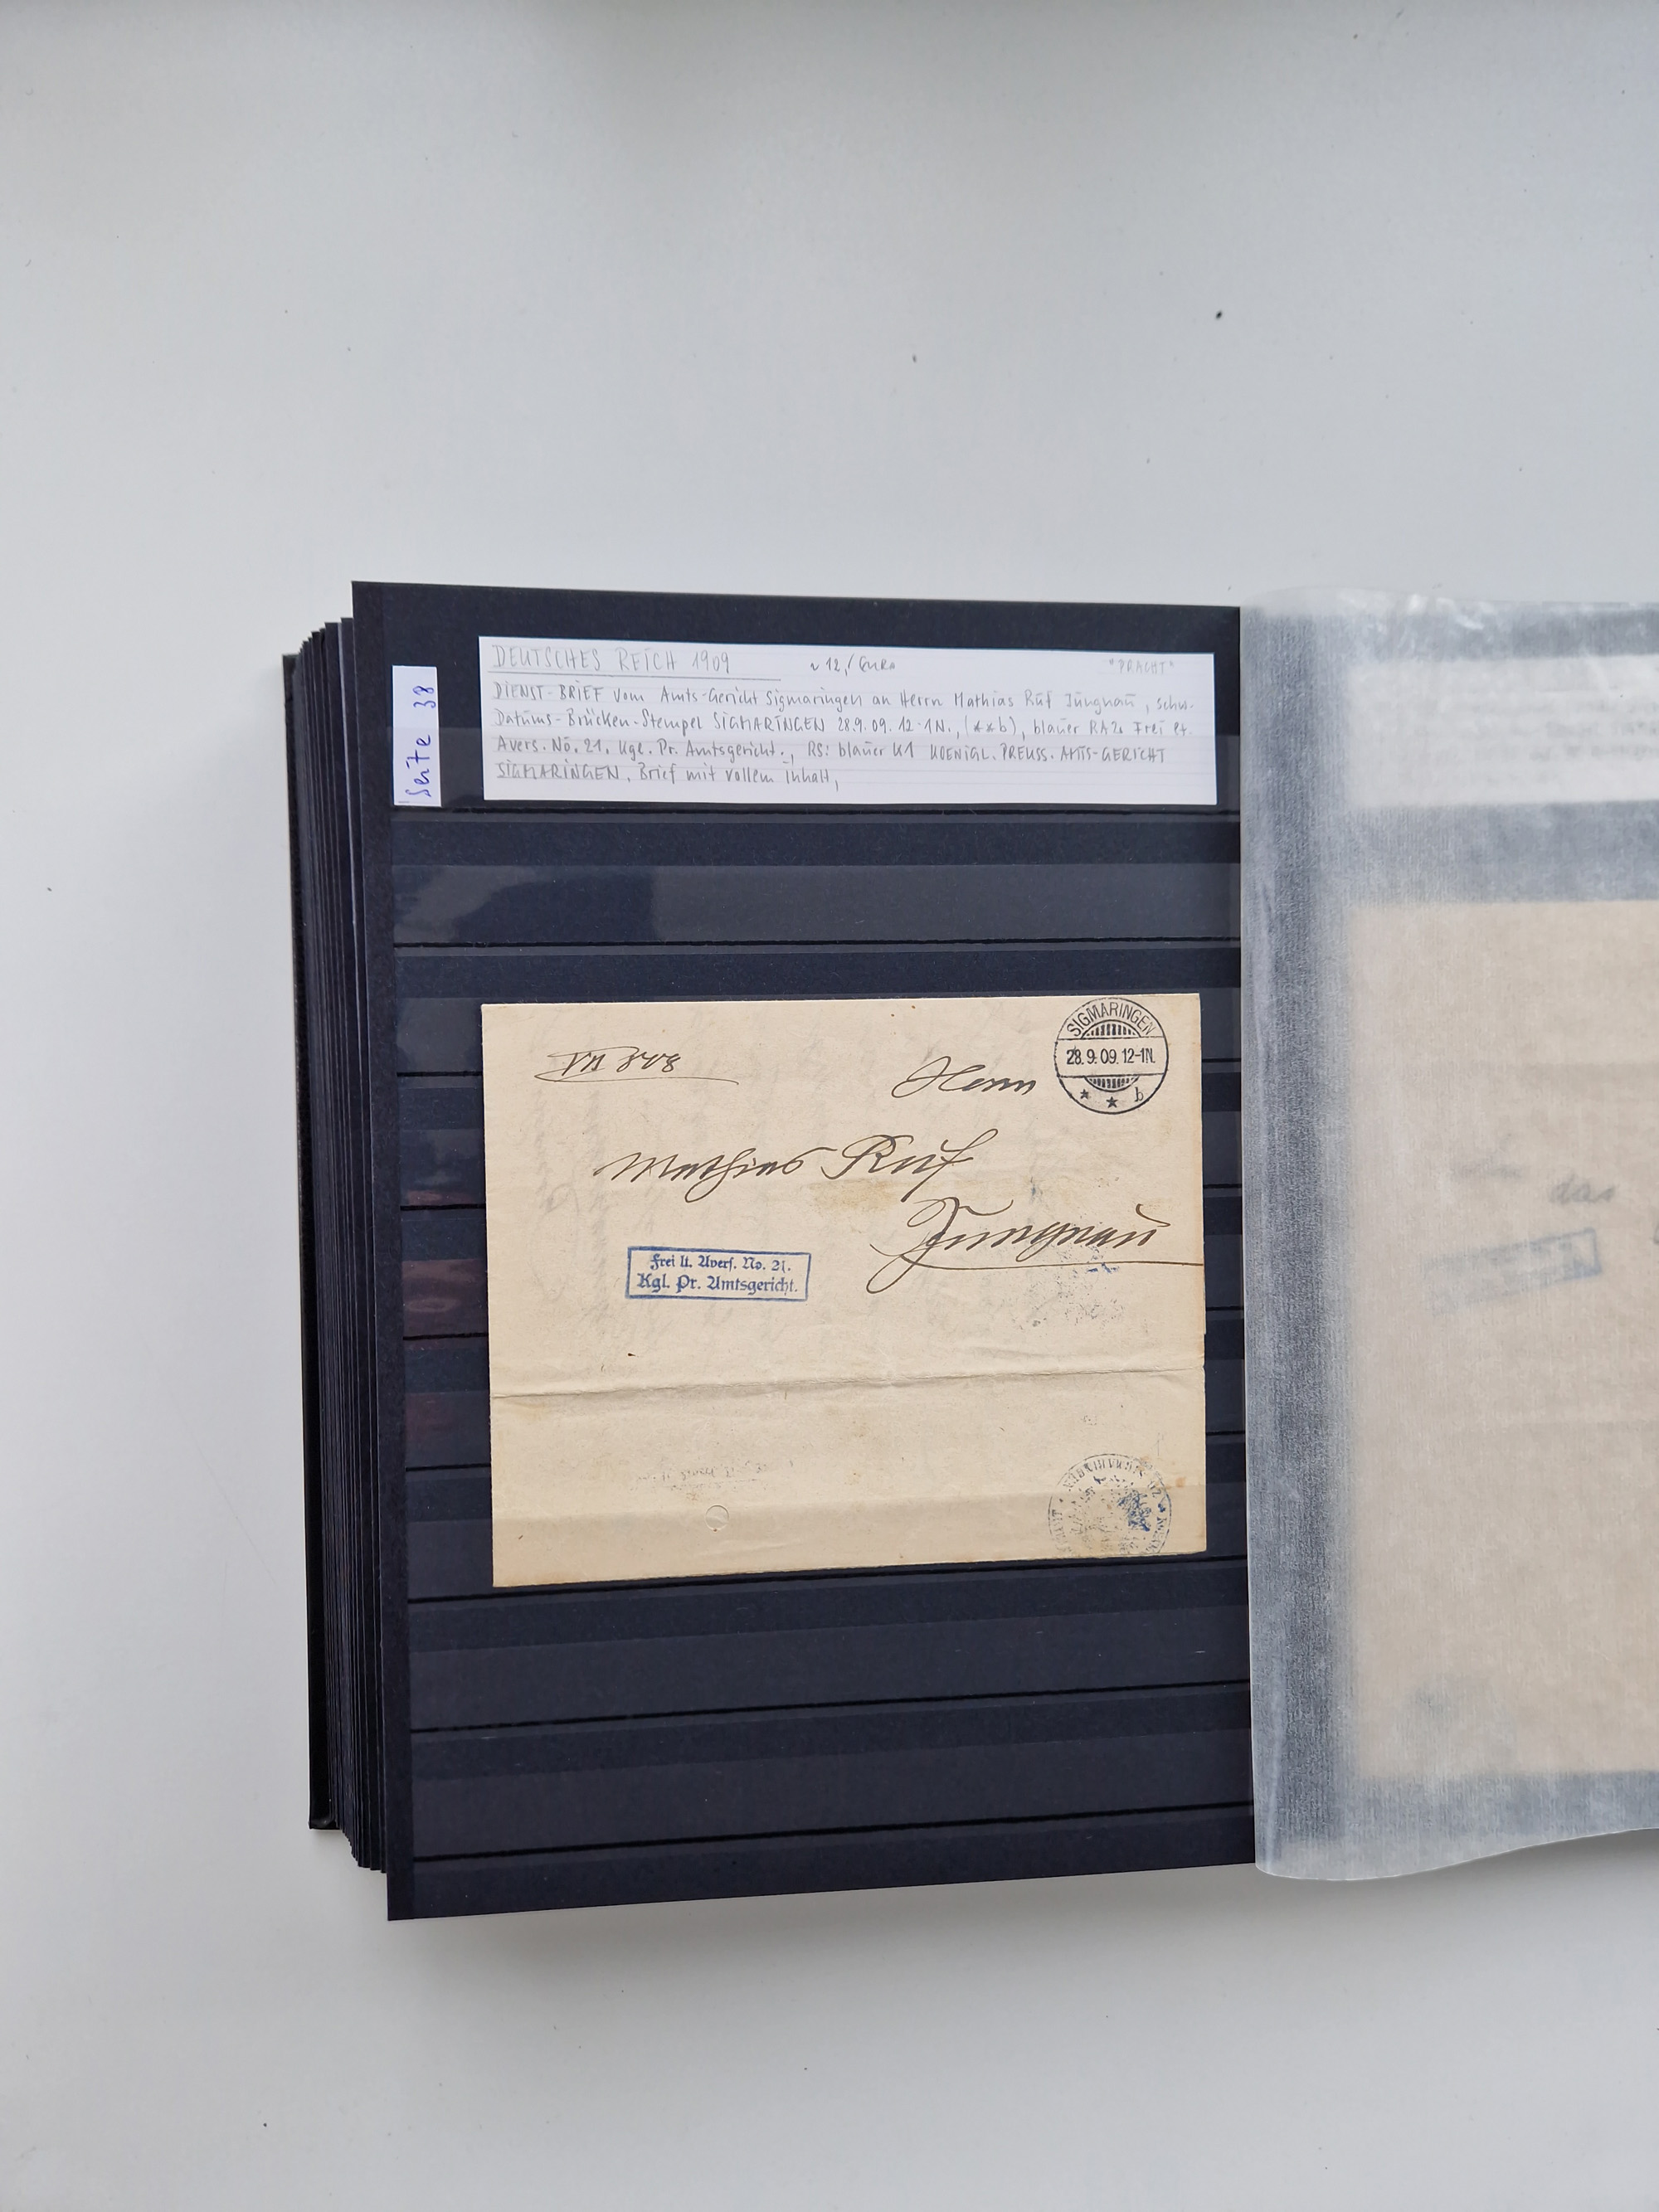 Seite 38
DEUTSCHES REICH 1909 ~ 12,/ Euro "PRACHT"
DIENST-BRIEF vom Amts-Gericht Sigmaringen an Herrn Mathias Ruf Jungnau, schw.
Datums-Brücken-Stempel SIGMARINGEN 28.9.09.12-1N., (**b), blauer RA2: Frei lt.
Avers. No. 21. Kgl. Pr. Amtsgericht., RS: blauer K1 KOENIGL. PREUSS. AMTS-GERICHT
SIGMARINGEN. Brief mit vollem Inhalt,
SIGMARINGEN
28.9.09.12-1N.
* * b
VII 808
Herrn
Mathias Ruf
Jungnau
Frei lt. Avers. No. 21.
Kgl. Pr. Amtsgericht.
das